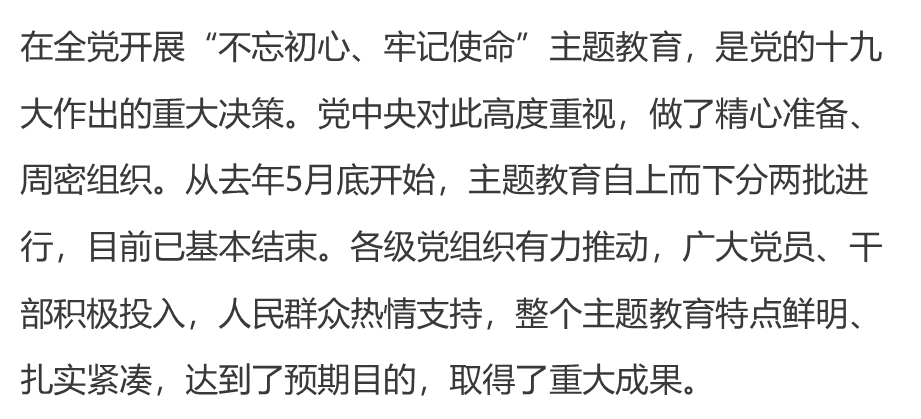 在全党开展“不忘初心、牢记使命”主题教育，是党的十九
大作出的重大决策。党中央对此高度重视，做了精心准备、
周密组织。从去年5月底开始，主题教育自上而下分两批进
行，目前已基本结束。各级党组织有力推动，广大党员、干
部积极投入，人民群众热情支持，整个主题教育特点鲜明、
扎实紧凑，达到了预期目的，取得了重大成果。